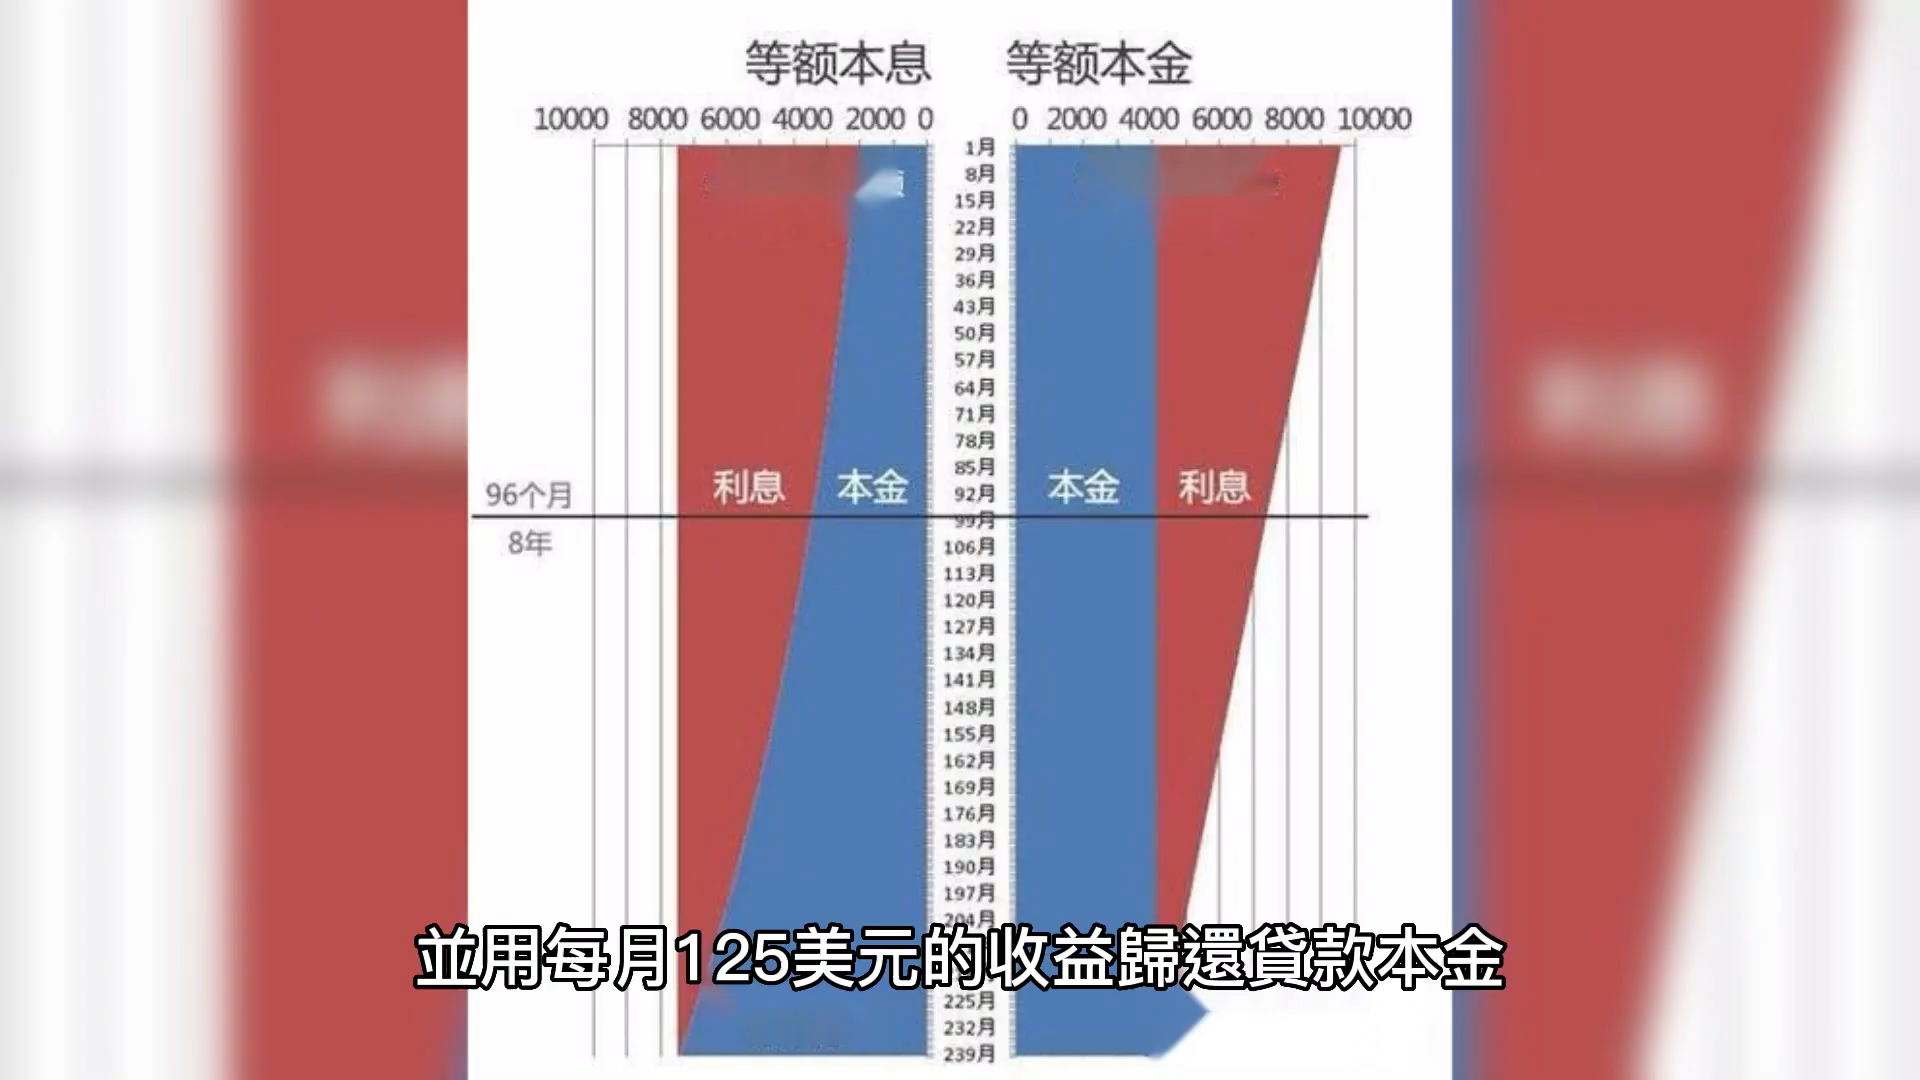 等额本息 等额本金
10000 8000 6000 4000 2000 0 0 2000 4000 6000 8000 10000
1月
8月
15月
22月
29月
36月
43月
50月
57月
64月
71月
78月
85月
利息 本金 本金 利息
92月
96个月
99月
8年
106月
113月
120月
127月
134月
141月
148月
155月
162月
169月
176月
183月
190月
197月
204月
並用每月125美元的收益歸還貸款本金
225月
232月
239月